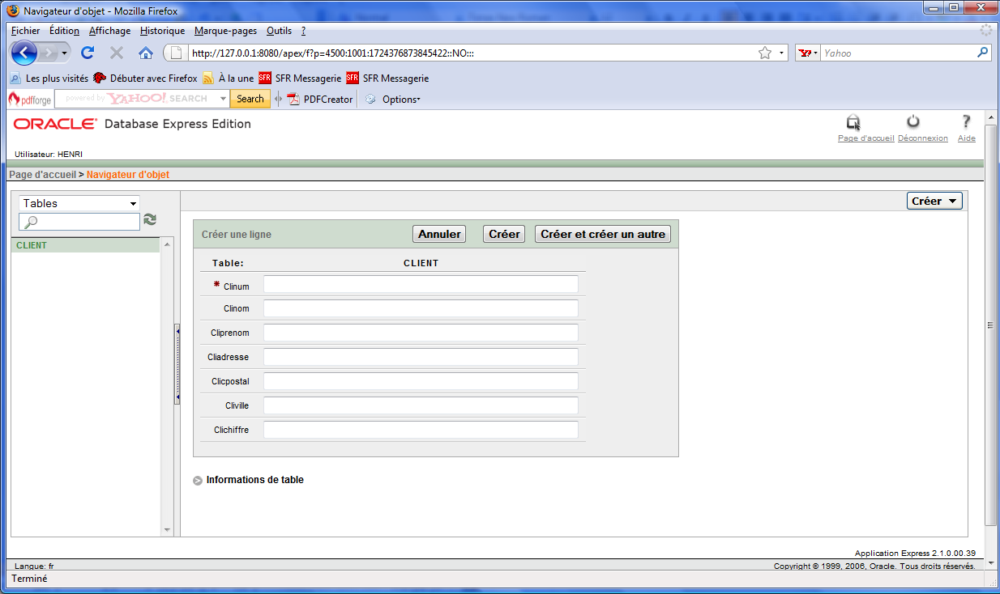 Navigateur d'objet - Mozilla Firefox
Fichier Édition Affichage Historique Marque-pages Outils ?
http://127.0.0.1:8080/apex/f?p=4500:1001:1724376873845422::NO:::
Yahoo
Les plus visités Débuter avec Firefox À la une SFR SFR Messagerie SFR SFR Messagerie
pdfforge powered by YAHOO! SEARCH Search PDFCreator Options
ORACLE Database Express Edition
Page d'accueil Déconnexion Aide
Utilisateur: HENRI
Page d'accueil > Navigateur d'objet
Tables
Créer
CLIENT
Créer une ligne Annuler Créer Créer et créer un autre
Table: CLIENT
* Clinum
Clinom
Cliprenom
Cliadresse
Clicpostal
Cliville
Clichiffre
Informations de table
Application Express 2.1.0.00.39
Langue: fr Copyright © 1999, 2006, Oracle. Tous droits réservés.
Terminé